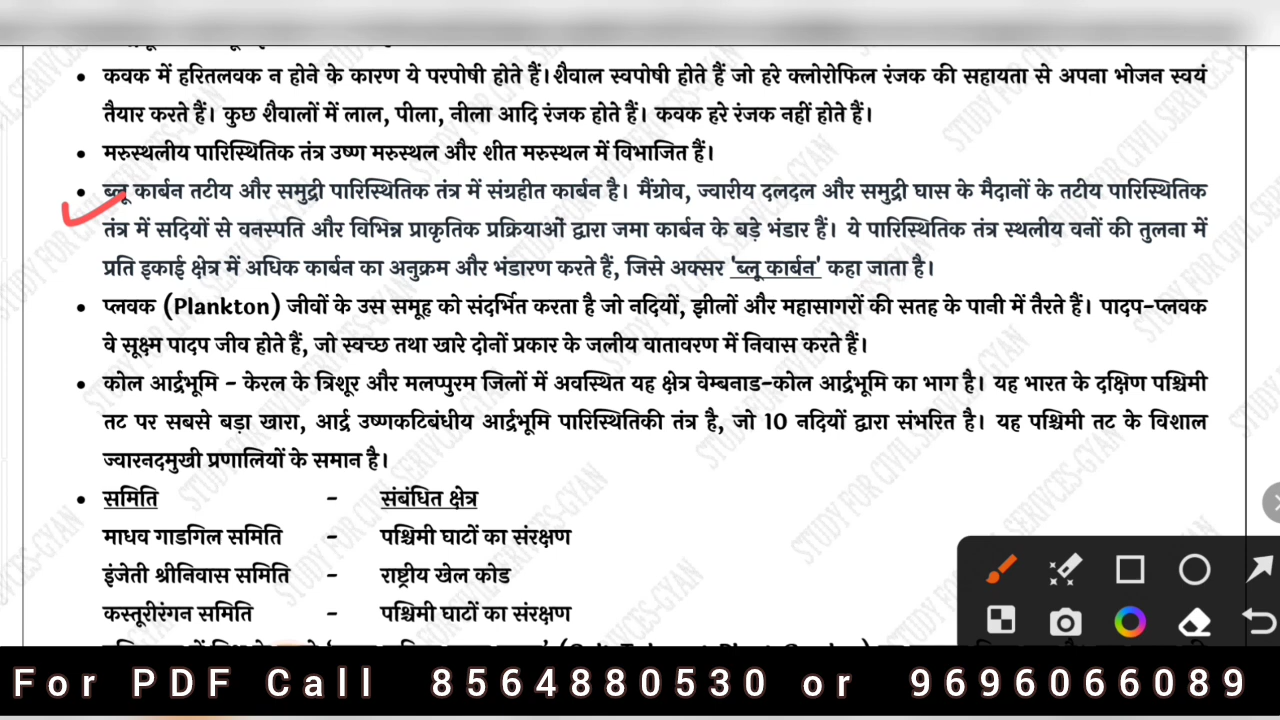 कवक में हरितलवक न होने के कारण ये परपोषी होते हैं। शैवाल स्वपोषी होते हैं जो हरे क्लोरोफिल रंजक की सहायता से अपना भोजन स्वयं
तैयार करते हैं। कुछ शैवालों में लाल, पीला, नीला आदि रंजक होते हैं। कवक हरे रंजक नहीं होते हैं।
मरुस्थलीय पारिस्थितिक तंत्र उष्ण मरुस्थल और शीत मरुस्थल में विभाजित हैं।
ब्लू कार्बन तटीय और समुद्री पारिस्थितिक तंत्र में संग्रहीत कार्बन है। मैंग्रोव, ज्वारीय दलदल और समुद्री घास के मैदानों के तटीय पारिस्थितिक
तंत्र में सदियों से वनस्पति और विभिन्न प्राकृतिक प्रक्रियाओं द्वारा जमा कार्बन के बड़े भंडार हैं। ये पारिस्थितिक तंत्र स्थलीय वनों की तुलना में
प्रति इकाई क्षेत्र में अधिक कार्बन का अनुक्रम और भंडारण करते हैं, जिसे अक्सर 'ब्लू कार्बन' कहा जाता है।
प्लवक (Plankton) जीवों के उस समूह को संदर्भित करता है जो नदियों, झीलों और महासागरों की सतह के पानी में तैरते हैं। पादप-प्लवक
वे सूक्ष्म पादप जीव होते हैं, जो स्वच्छ तथा खारे दोनों प्रकार के जलीय वातावरण में निवास करते हैं।
कोल आर्द्रभूमि - केरल के त्रिशूर और मलप्पुरम जिलों में अवस्थित यह क्षेत्र वेम्बनाड-कोल आर्द्रभूमि का भाग है। यह भारत के दक्षिण पश्चिमी
तट पर सबसे बड़ा खारा, आर्द्र उष्णकटिबंधीय आर्द्रभूमि पारिस्थितिकी तंत्र है, जो 10 नदियों द्वारा संभरित है। यह पश्चिमी तट के विशाल
ज्वारनदमुखी प्रणालियों के समान है।
समिति - संबंधित क्षेत्र
माधव गाडगिल समिति - पश्चिमी घाटों का संरक्षण
इंजेती श्रीनिवास समिति - राष्ट्रीय खेल कोड
कस्तूरीरंगन समिति - पश्चिमी घाटों का संरक्षण
For PDF Call 8564880530 or 9696066089
STUDY FOR CIVIL SERIVCES-GYAN